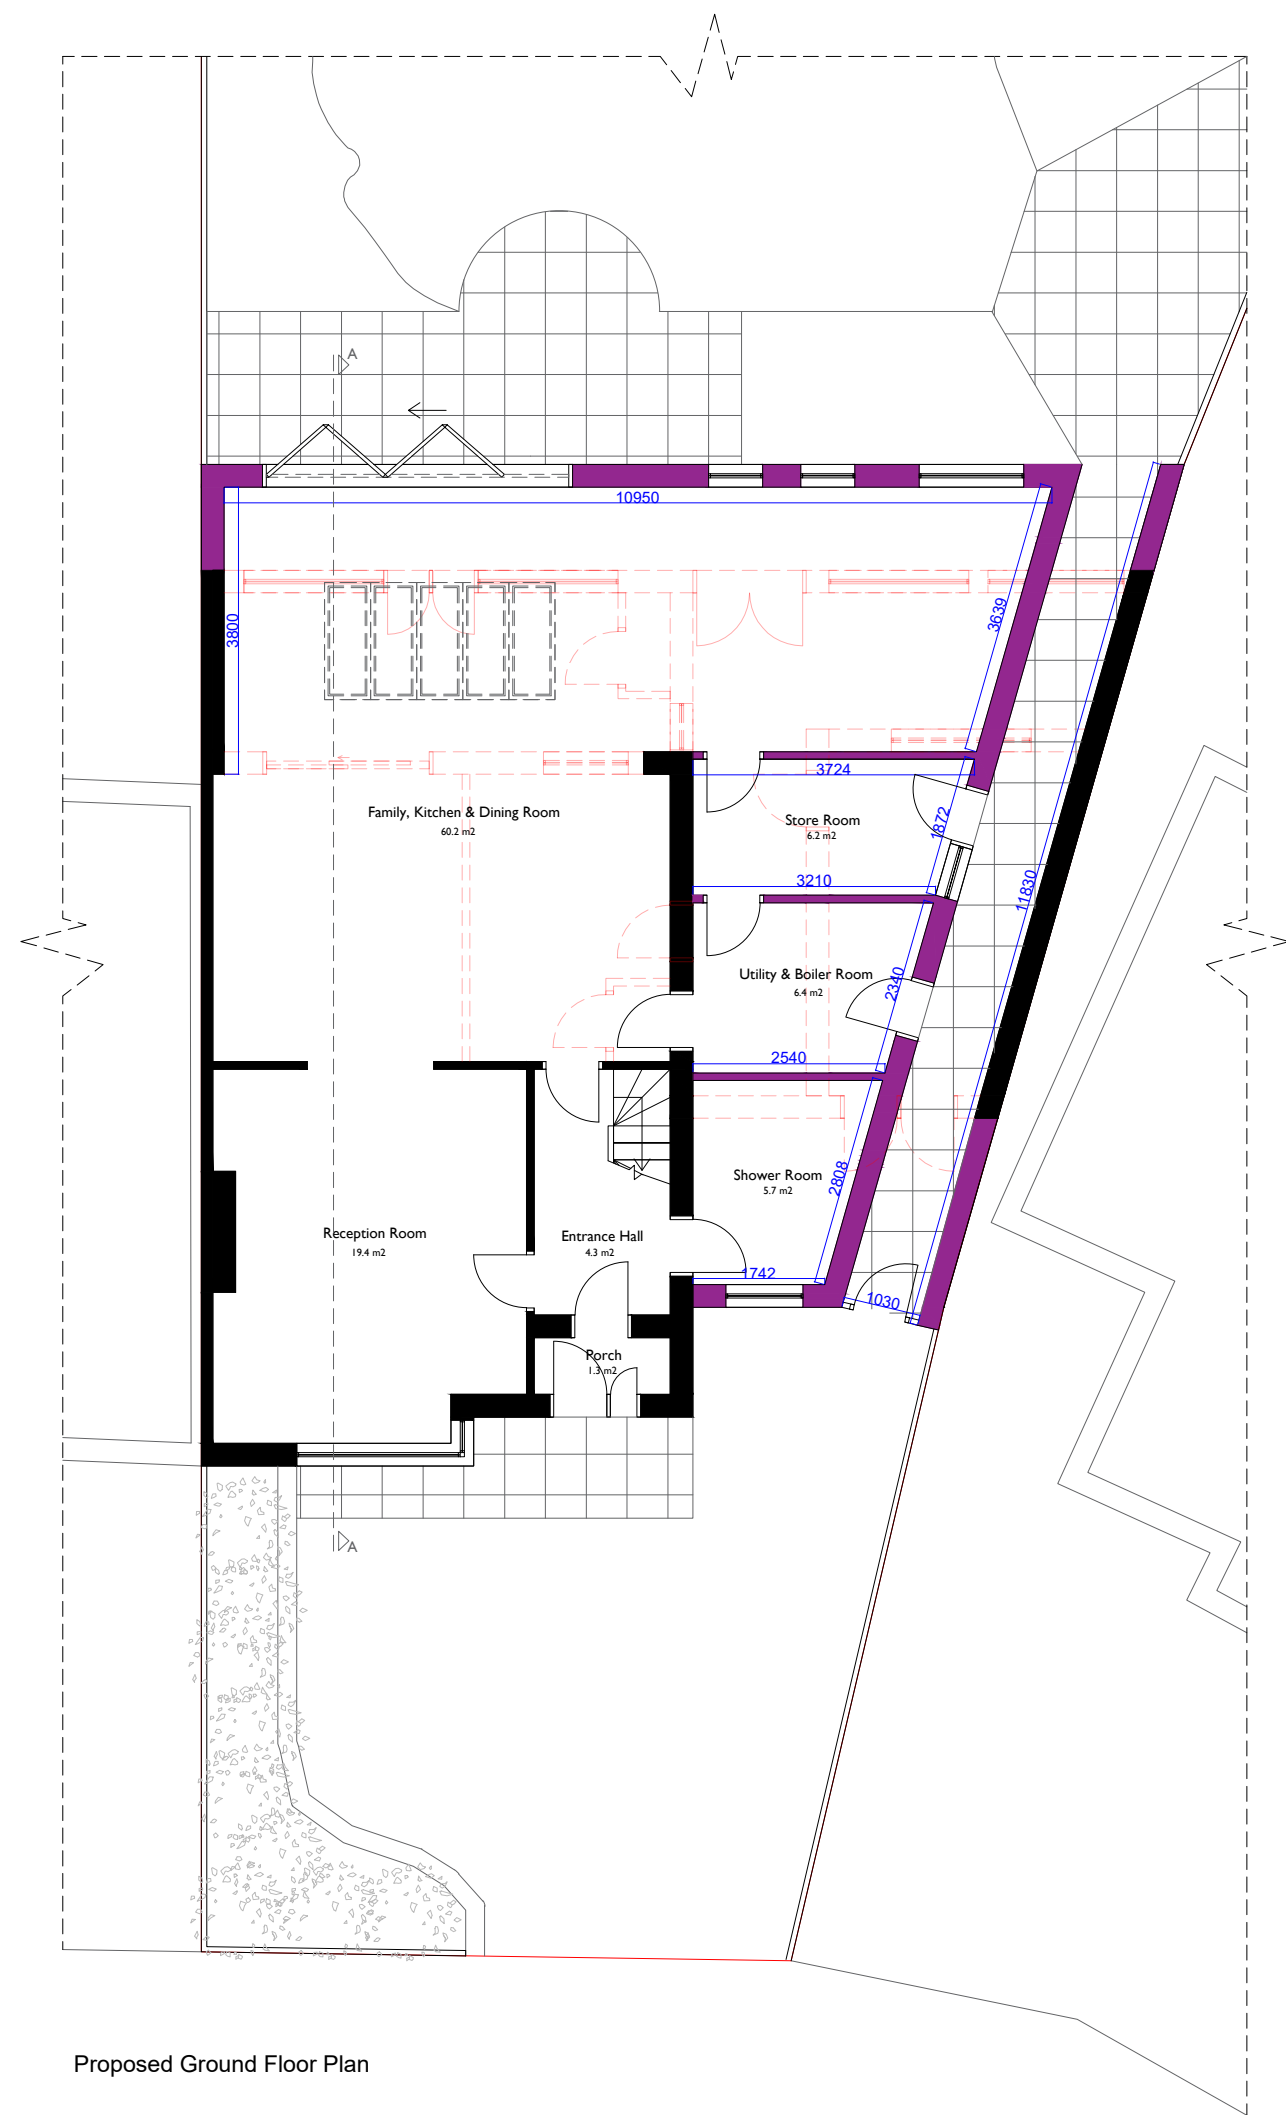 A
10950
3800
3639
3724
Family, Kitchen & Dining Room
60.2 m2
Store Room
6.2 m2
1872
3210
11830
Utility & Boiler Room
6.4 m2
2340
2540
Shower Room
5.7 m2
2808
Reception Room
19.4 m2
Entrance Hall
4.3 m2
1742
1030
Porch
1.3 m2
A
Proposed Ground Floor Plan